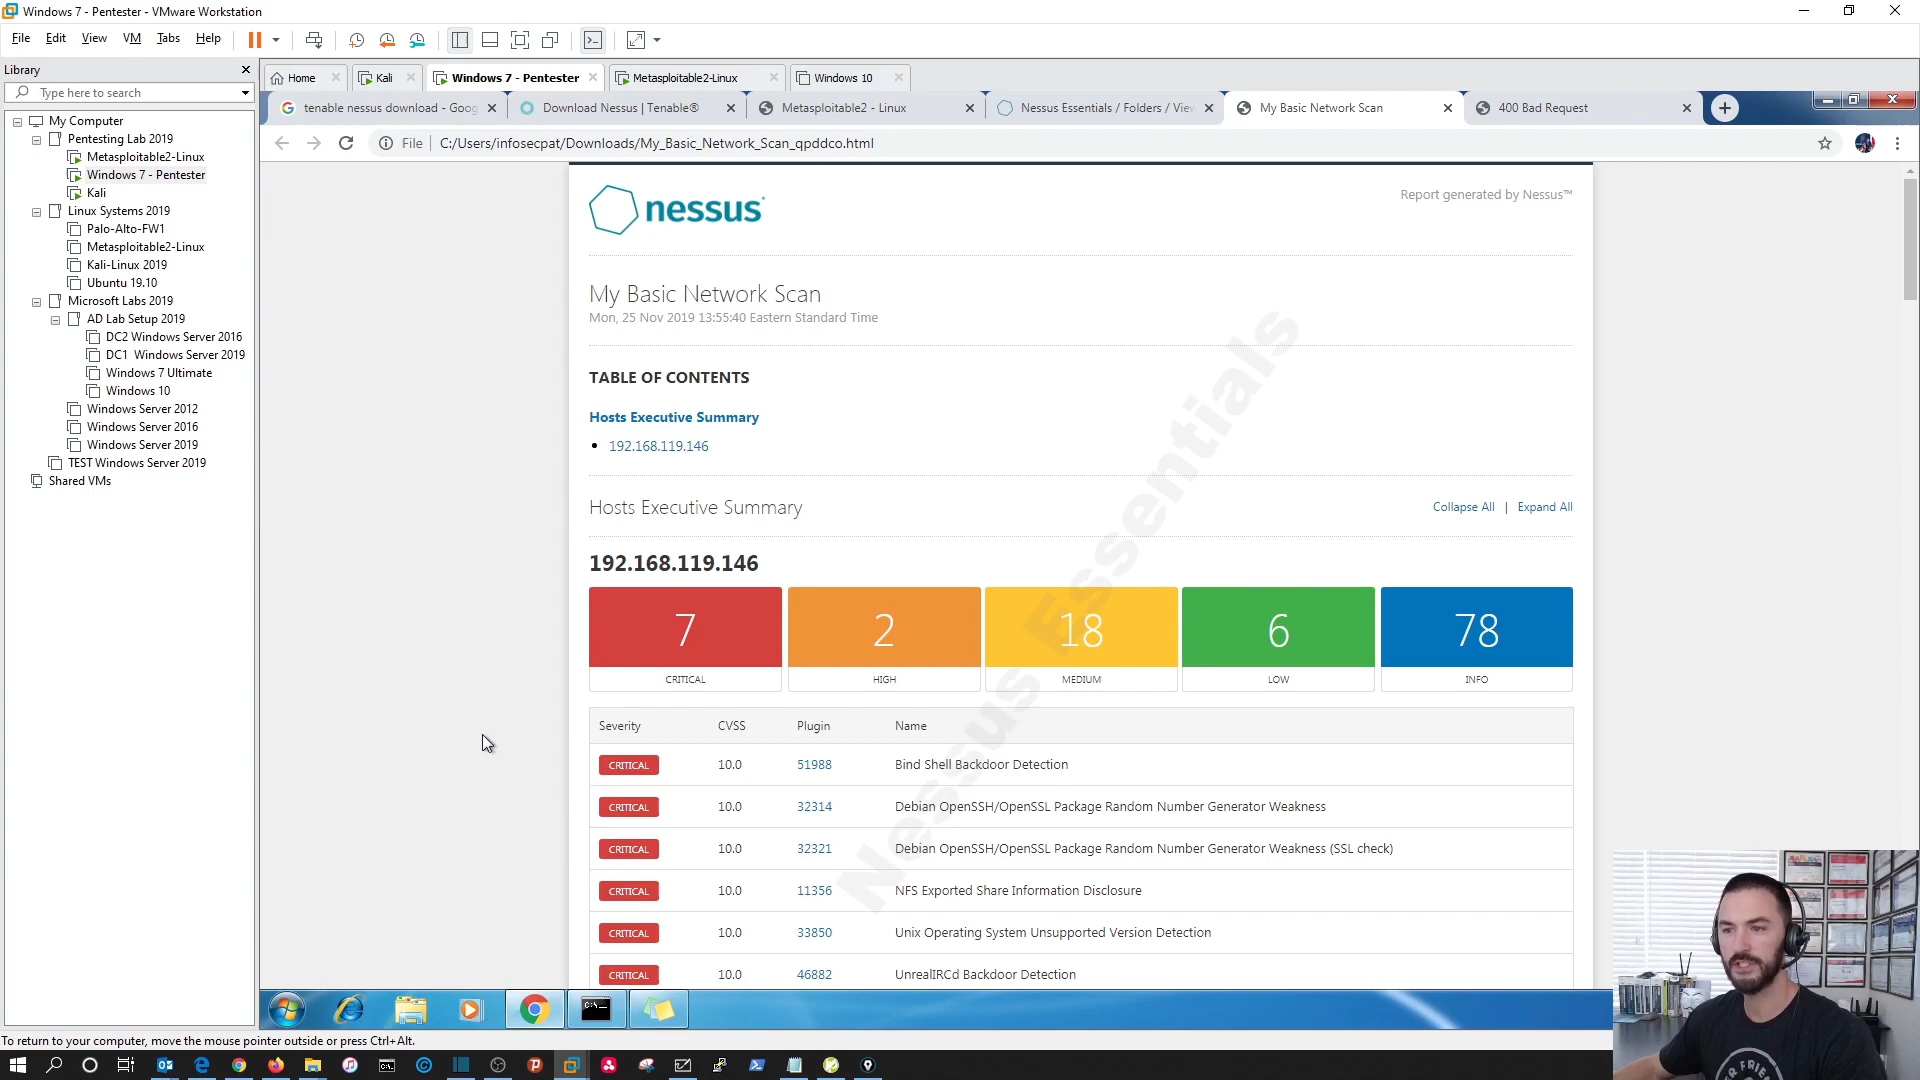 Windows 7 - Pentester - VMware Workstation
File Edit View VM Tabs Help
Library
Type here to search
My Computer
Pentesting Lab 2019
Metasploitable2-Linux
Windows 7 - Pentester
Kali
Linux Systems 2019
Palo-Alto-FW1
Metasploitable2-Linux
Kali-Linux 2019
Ubuntu 19.10
Microsoft Labs 2019
AD Lab Setup 2019
DC2 Windows Server 2016
DC1 Windows Server 2019
Windows 7 Ultimate
Windows 10
Windows Server 2012
Windows Server 2016
Windows Server 2019
TEST Windows Server 2019
Shared VMs
Home Kali Windows 7 - Pentester Metasploitable2-Linux Windows 10
tenable nessus download - Goog Download Nessus | Tenable® Metasploitable2 - Linux Nessus Essentials / Folders / View My Basic Network Scan 400 Bad Request
File | C:/Users/infosecpat/Downloads/My_Basic_Network_Scan_qpddco.html
nessus
Report generated by Nessus™
My Basic Network Scan
Mon, 25 Nov 2019 13:55:40 Eastern Standard Time
TABLE OF CONTENTS
Hosts Executive Summary
• 192.168.119.146
Hosts Executive Summary
Collapse All | Expand All
192.168.119.146
7 2 18 6 78
CRITICAL HIGH MEDIUM LOW INFO
Severity CVSS Plugin Name
CRITICAL 10.0 51988 Bind Shell Backdoor Detection
CRITICAL 10.0 32314 Debian OpenSSH/OpenSSL Package Random Number Generator Weakness
CRITICAL 10.0 32321 Debian OpenSSH/OpenSSL Package Random Number Generator Weakness (SSL check)
CRITICAL 10.0 11356 NFS Exported Share Information Disclosure
CRITICAL 10.0 33850 Unix Operating System Unsupported Version Detection
CRITICAL 10.0 46882 UnrealIRCd Backdoor Detection
Nessus Essentials
To return to your computer, move the mouse pointer outside or press Ctrl+Alt.